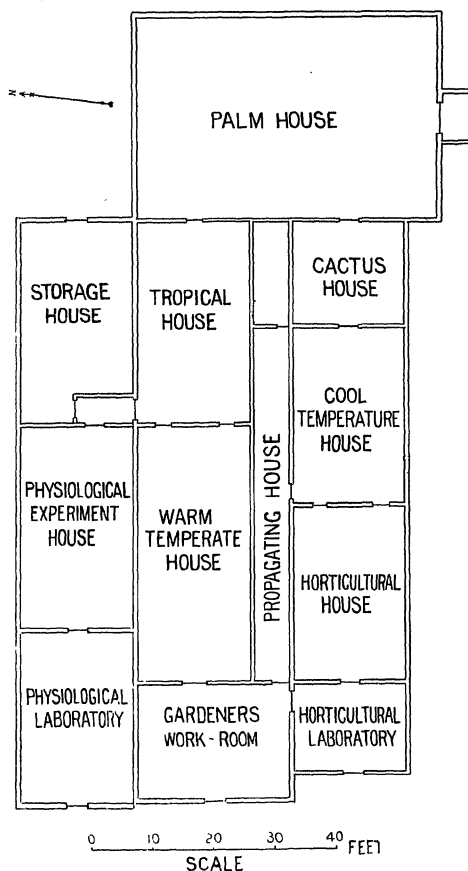 N
PALM HOUSE
STORAGE
HOUSE
TROPICAL
HOUSE
CACTUS
HOUSE
COOL
TEMPERATURE
HOUSE
PHYSIOLOGICAL
EXPERIMENT
HOUSE
WARM
TEMPERATE
HOUSE
PROPAGATING HOUSE
HORTICULTURAL
HOUSE
PHYSIOLOGICAL
LABORATORY
GARDENERS
WORK-ROOM
HORTICULTURAL
LABORATORY
0 10 20 30 40 FEET
SCALE